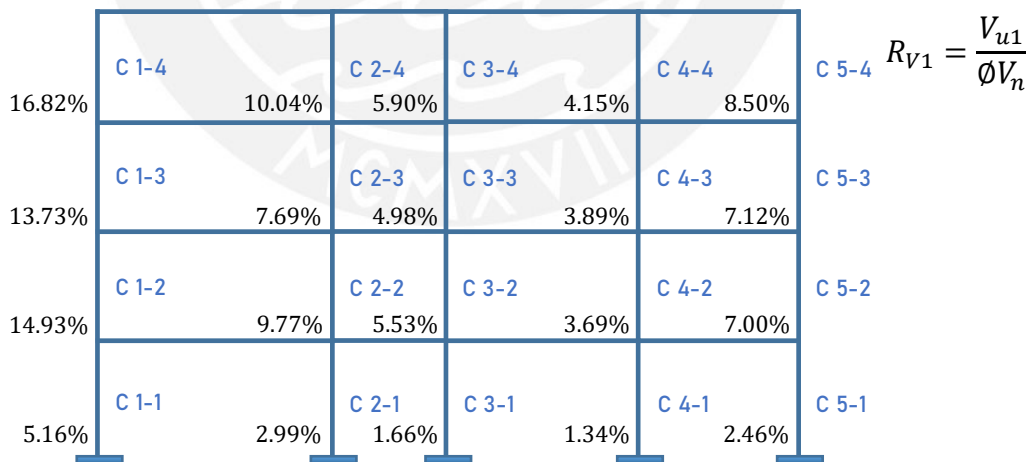 C 1-4 C 2-4 C 3-4 C 4-4 C 5-4
16.82% 10.04% 5.90% 4.15% 8.50%
R_{V1} = \frac{V_{u1}}{∅V_n}
C 1-3 C 2-3 C 3-3 C 4-3 C 5-3
13.73% 7.69% 4.98% 3.89% 7.12%
MCMXVII
C 1-2 C 2-2 C 3-2 C 4-2 C 5-2
14.93% 9.77% 5.53% 3.69% 7.00%
C 1-1 C 2-1 C 3-1 C 4-1 C 5-1
5.16% 2.99% 1.66% 1.34% 2.46%